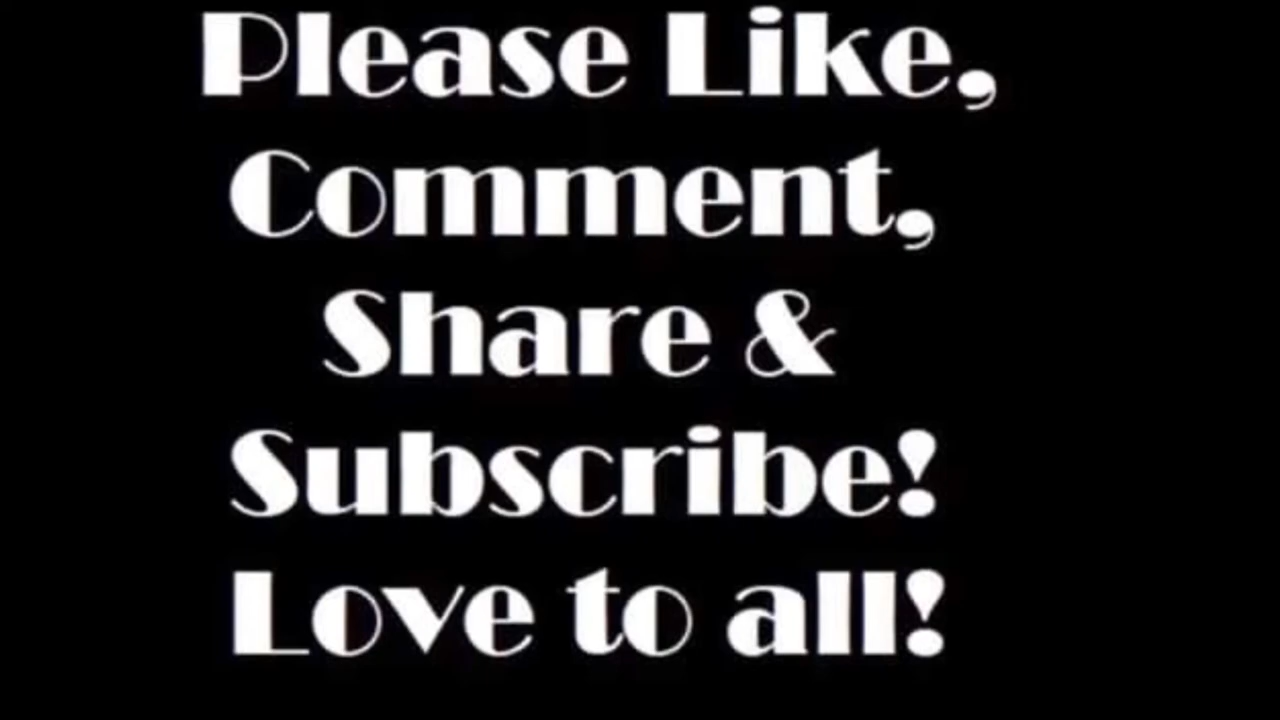 Please Like,
Comment,
Share &
Subscribe!
Love to all!